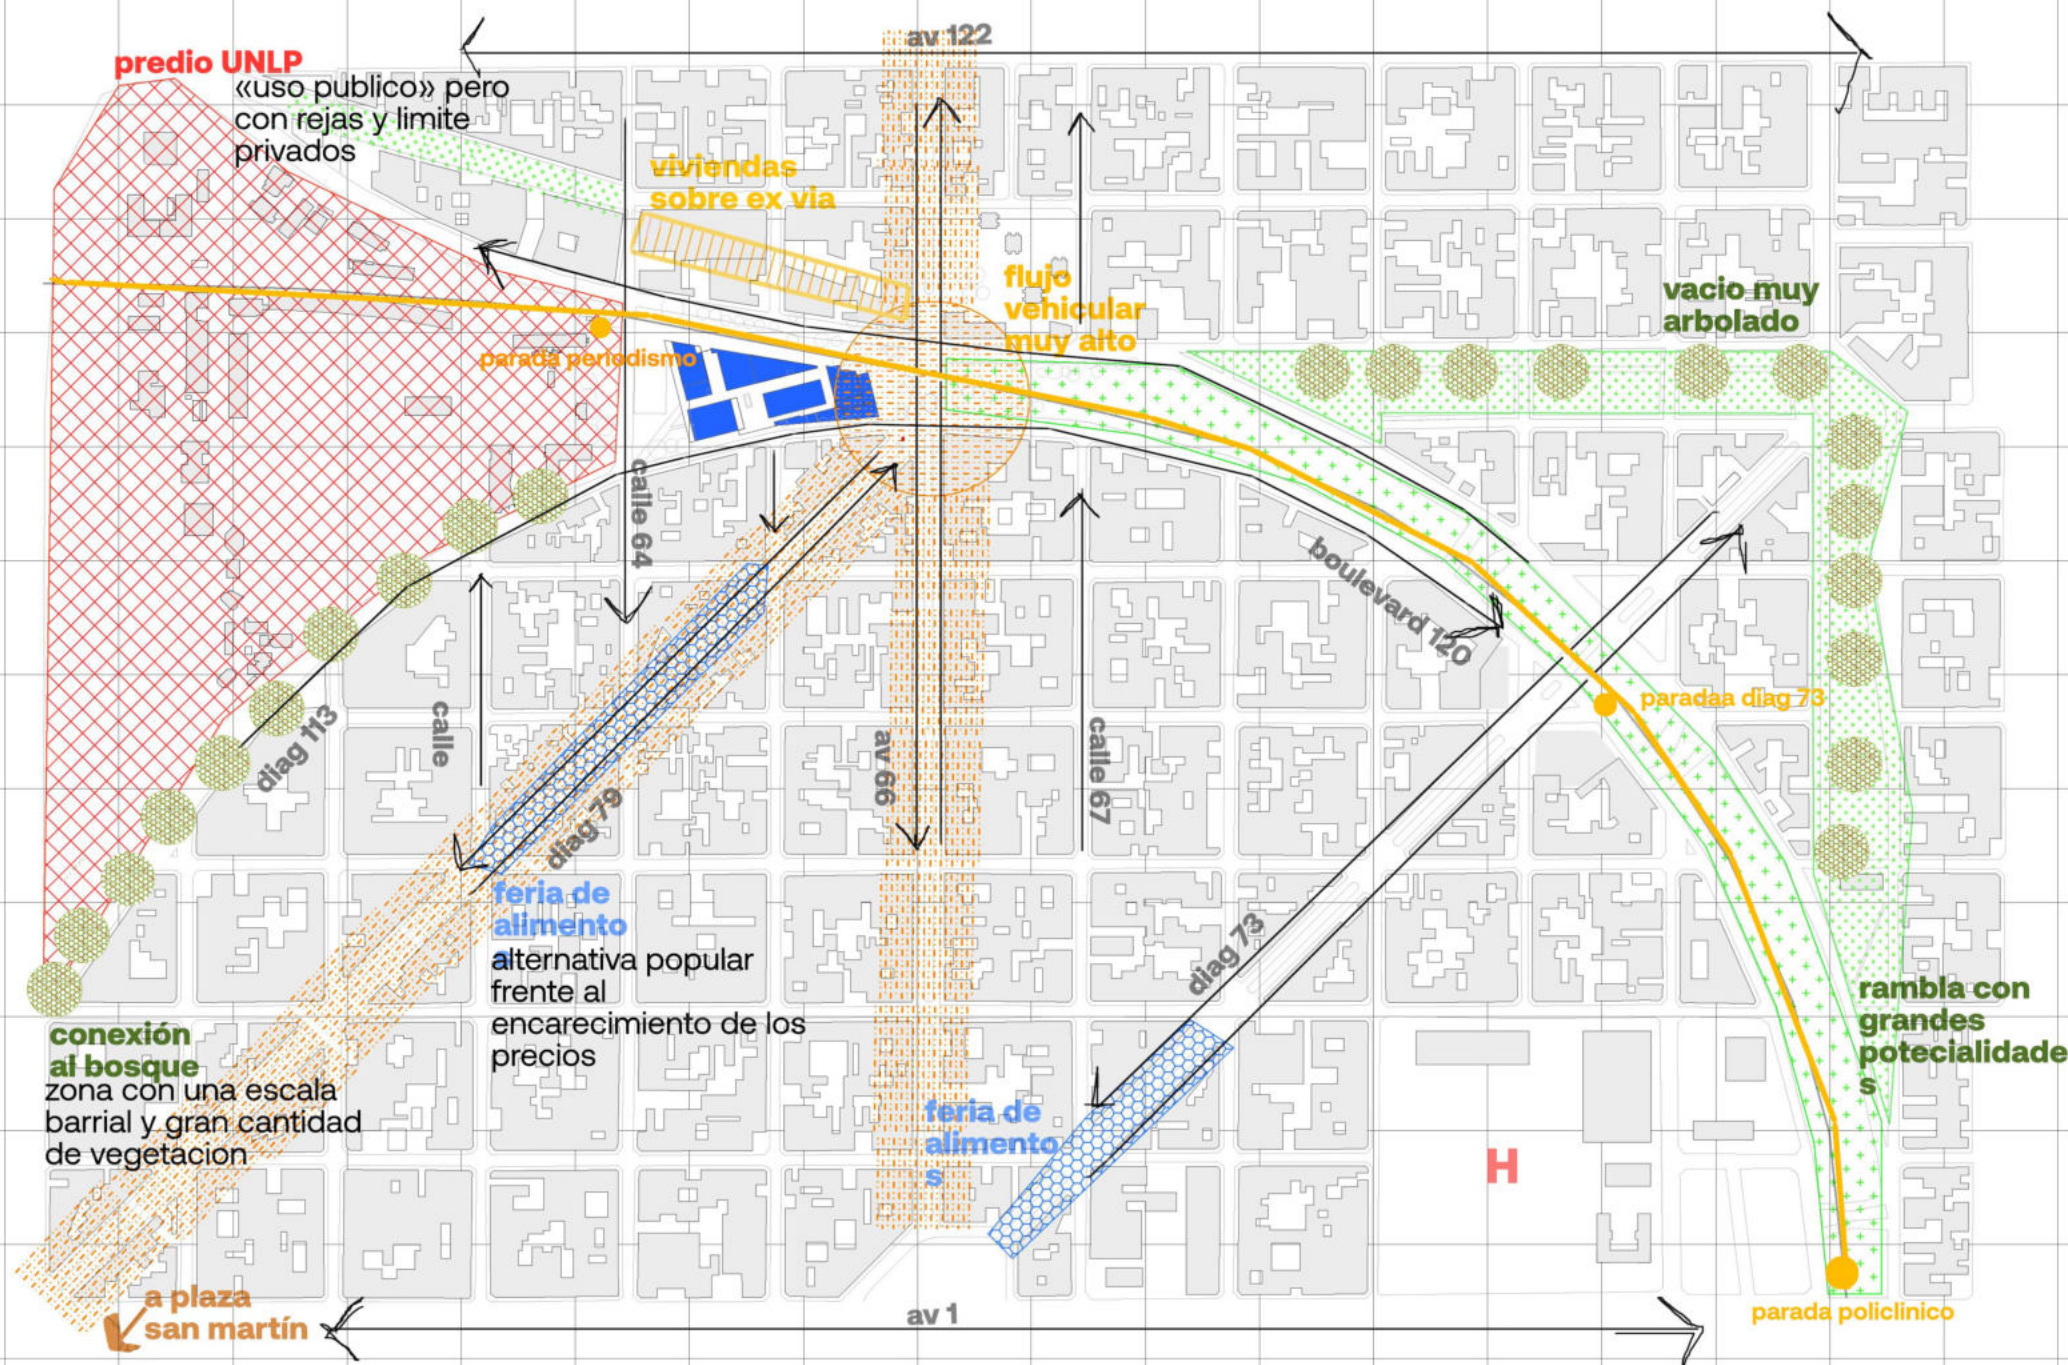 av 122
predio UNLP
«uso publico» pero
con rejas y limite
privados
viviendas
sobre ex via
flujo
vehicular
muy alto
vacio muy
arbolado
parada periodismo
calle 64
boulevard 120
paradaa diag 73
diag 113
calle
diag 79
av 66
calle 67
feria de
alimento
s
alternativa popular
frente al
encarecimiento de los
precios
diag 73
rambla con
grandes
potecialidade
s
conexión
al bosque
zona con una escala
barrial y gran cantidad
de vegetacion
feria de
alimento
s
H
a plaza
san martín
av 1
parada policlinico